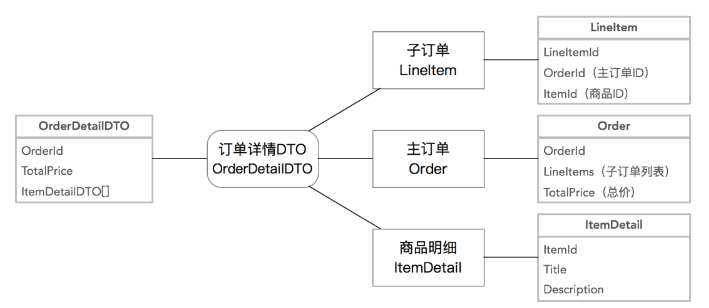 OrderDetailDTO
OrderId
TotalPrice
ItemDetailDTO[]
订单详情DTO
OrderDetailDTO
子订单
LineItem
LineItem
LineItemId
OrderId（主订单ID）
ItemId（商品ID）
主订单
Order
Order
OrderId
LineItems（子订单列表）
TotalPrice（总价）
商品明细
ItemDetail
ItemDetail
ItemId
Title
Description